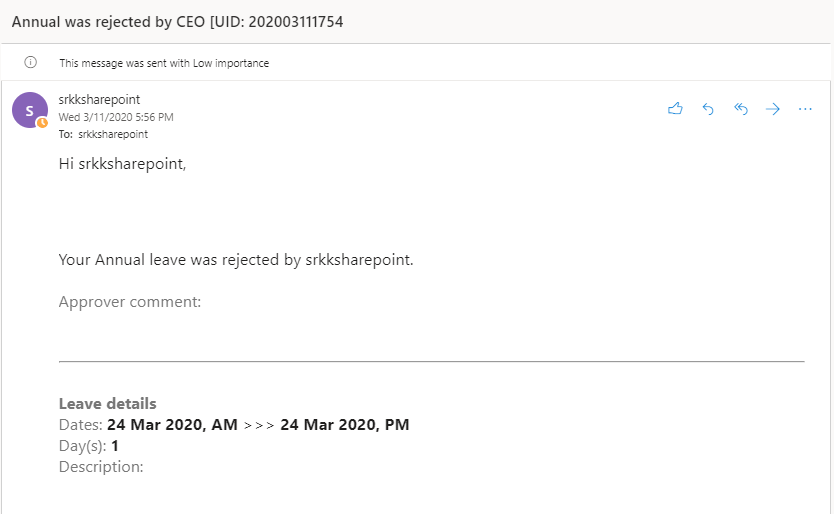 Annual was rejected by CEO [UID: 202003111754
This message was sent with Low importance
S
srkksharepoint
Wed 3/11/2020 5:56 PM
To: srkksharepoint
Hi srkksharepoint,
Your Annual leave was rejected by srkksharepoint.
Approver comment:
Leave details
Dates: 24 Mar 2020, AM >>> 24 Mar 2020, PM
Day(s): 1
Description: